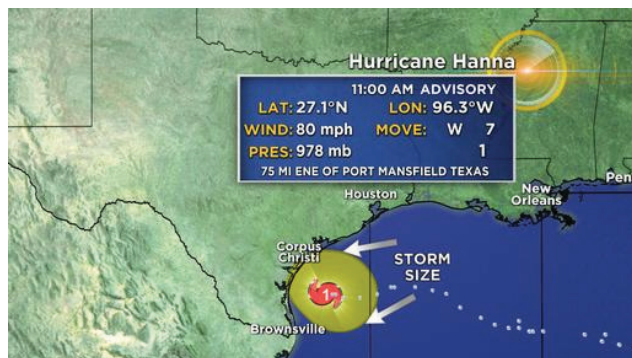 Hurricane Hanna
11:00 AM ADVISORY
LAT: 27.1°N LON: 96.3°W
WIND: 80 mph MOVE: W 7
PRES: 978 mb 1
75 MI ENE OF PORT MANSFIELD TEXAS
Houston
New
Orleans
Pen
Corpus
Christi
STORM
SIZE
1
Brownsville